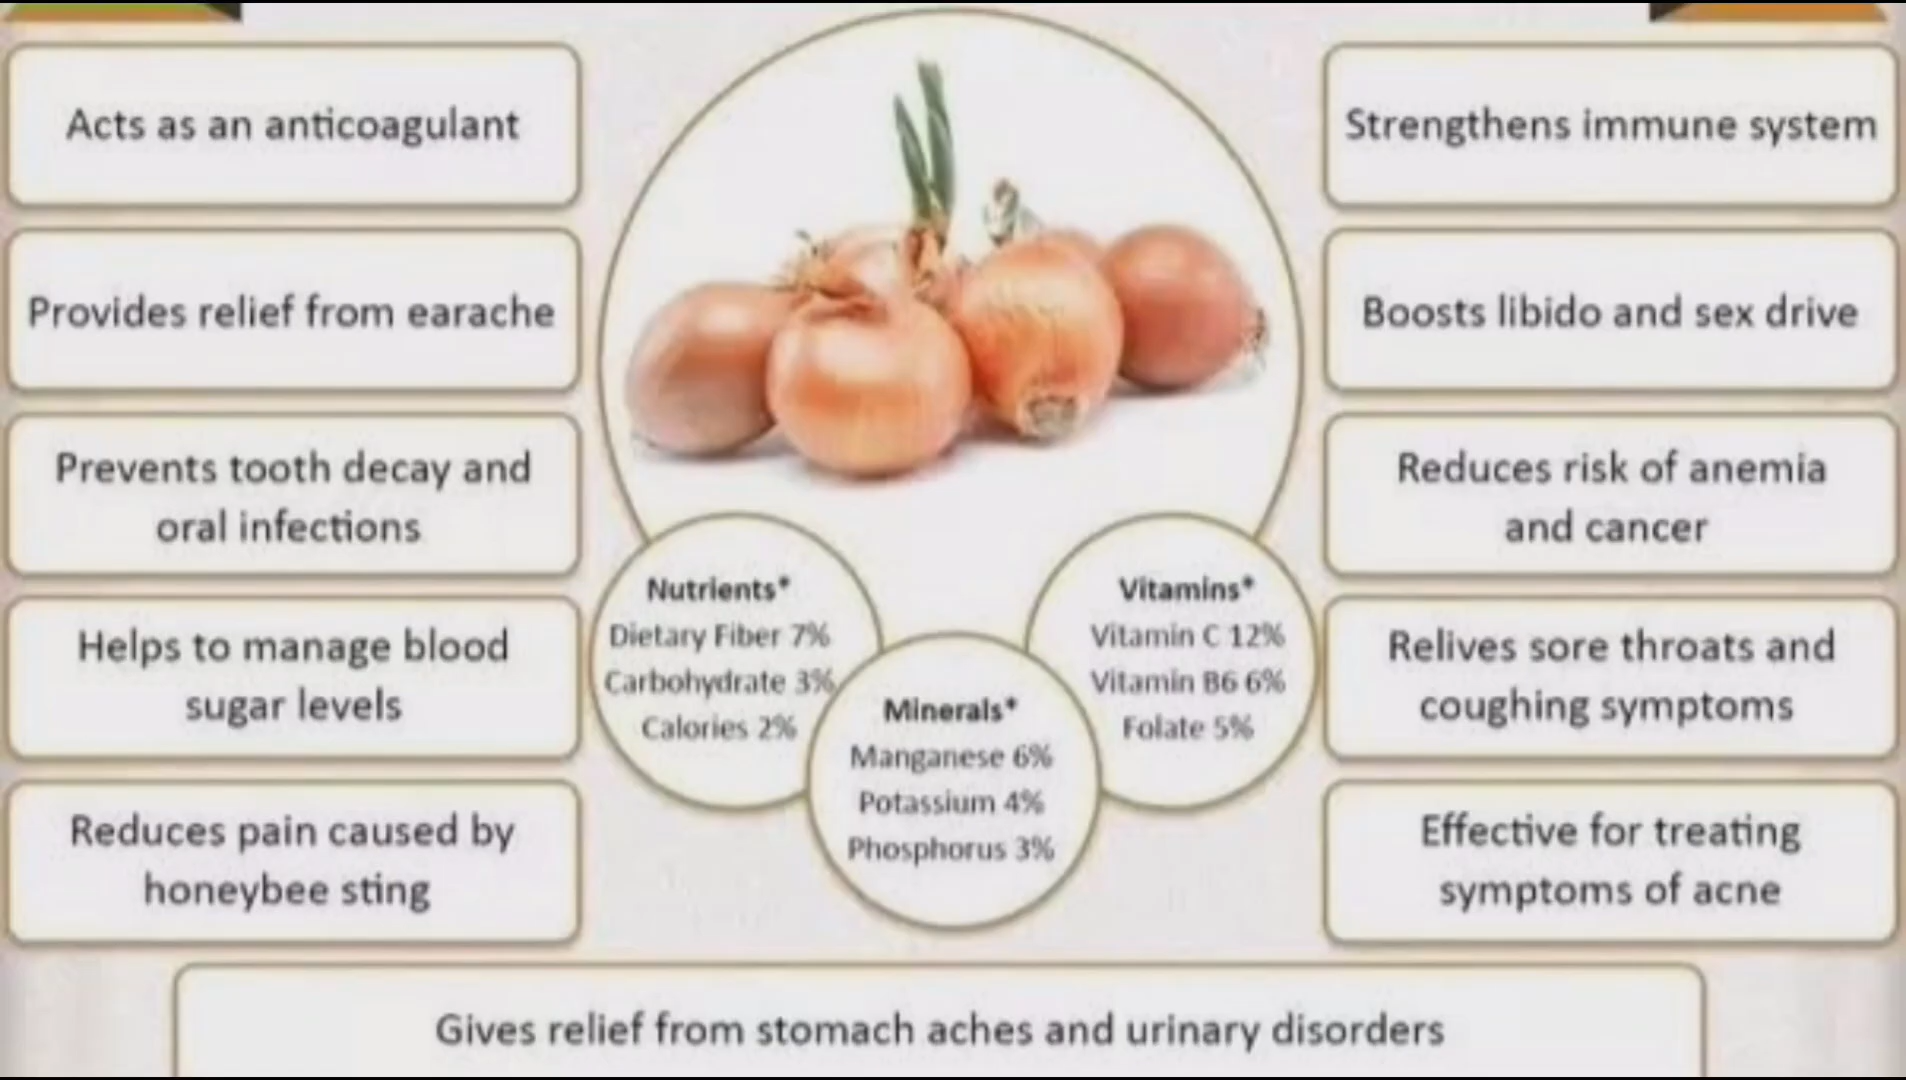 Acts as an anticoagulant
Provides relief from earache
Prevents tooth decay and
oral infections
Helps to manage blood
sugar levels
Reduces pain caused by
honeybee sting
Nutrients*
Dietary Fiber 7%
Carbohydrate 3%
Calories 2%
Minerals*
Manganese 6%
Potassium 4%
Phosphorus 3%
Vitamins*
Vitamin C 12%
Vitamin B6 6%
Folate 5%
Strengthens immune system
Boosts libido and sex drive
Reduces risk of anemia
and cancer
Relives sore throats and
coughing symptoms
Effective for treating
symptoms of acne
Gives relief from stomach aches and urinary disorders